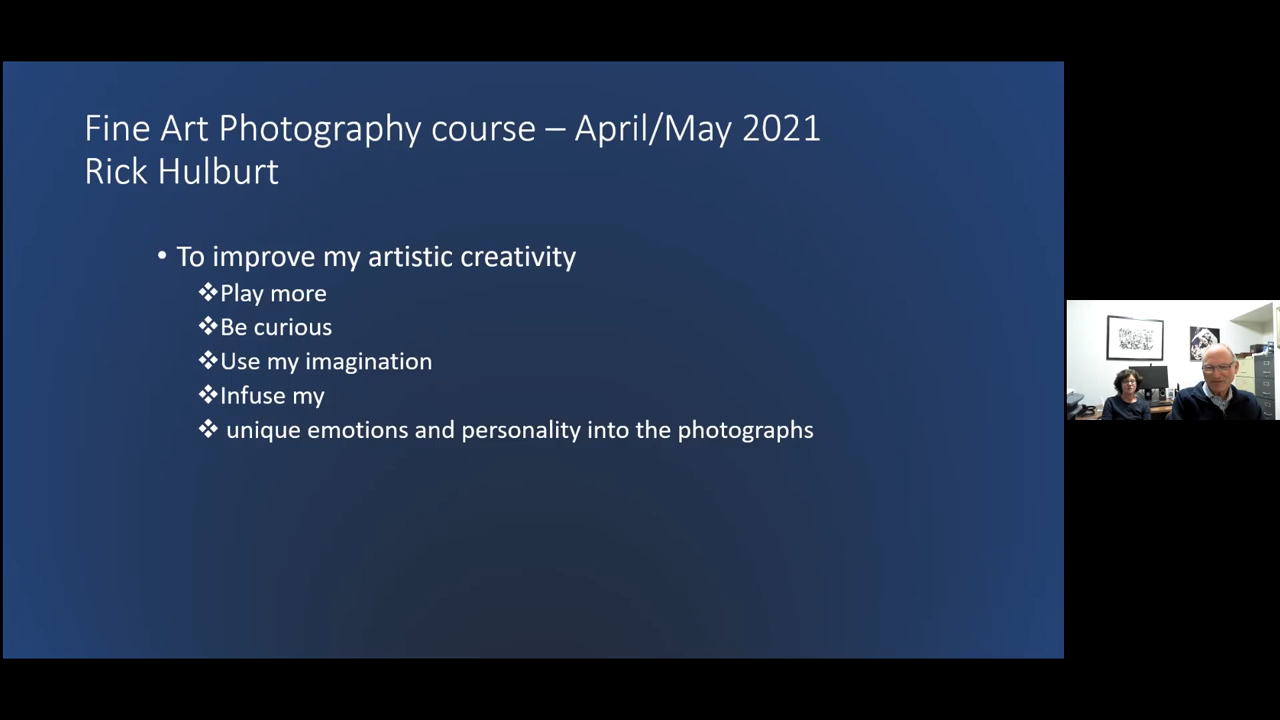 Fine Art Photography course – April/May 2021
Rick Hulburt
• To improve my artistic creativity
❖Play more
❖Be curious
❖Use my imagination
❖Infuse my
❖ unique emotions and personality into the photographs